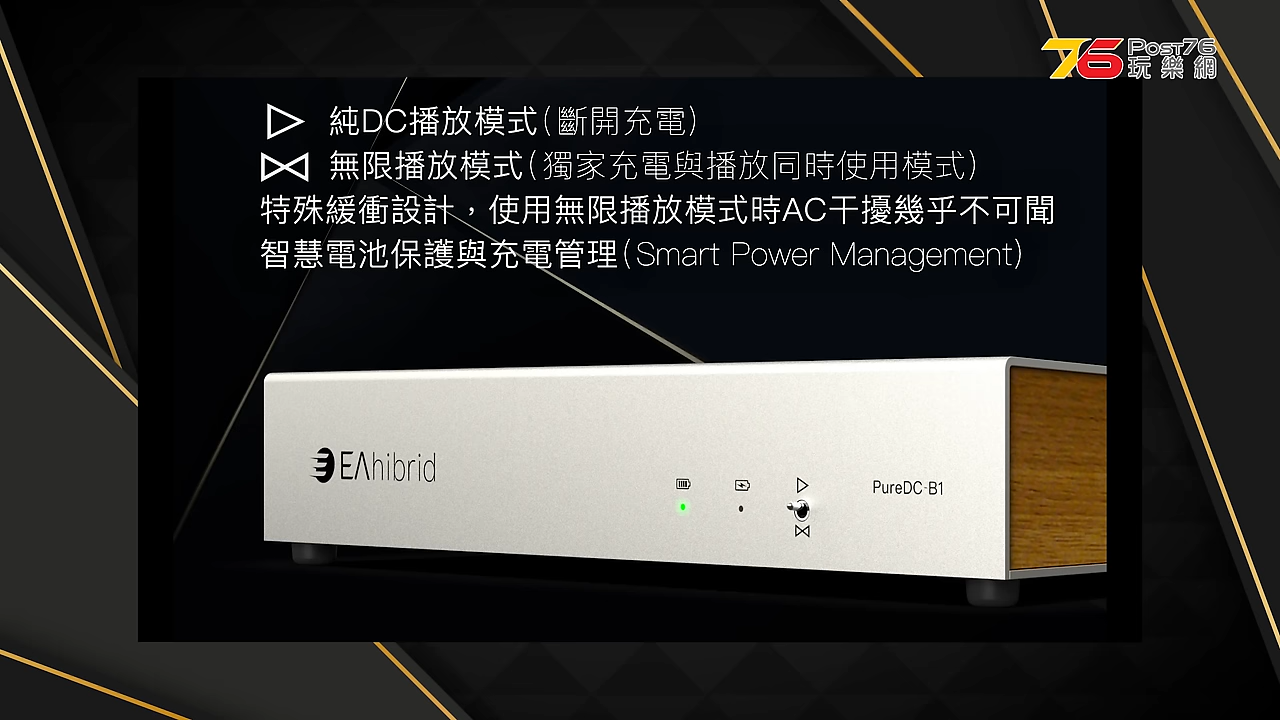 76 POST76
玩樂網
純DC播放模式(斷開充電)
無限播放模式(獨家充電與播放同時使用模式)
特殊緩衝設計，使用無限播放模式時AC干擾幾乎不可聞
智慧電池保護與充電管理(Smart Power Management)
EAhibrid
PureDC-B1